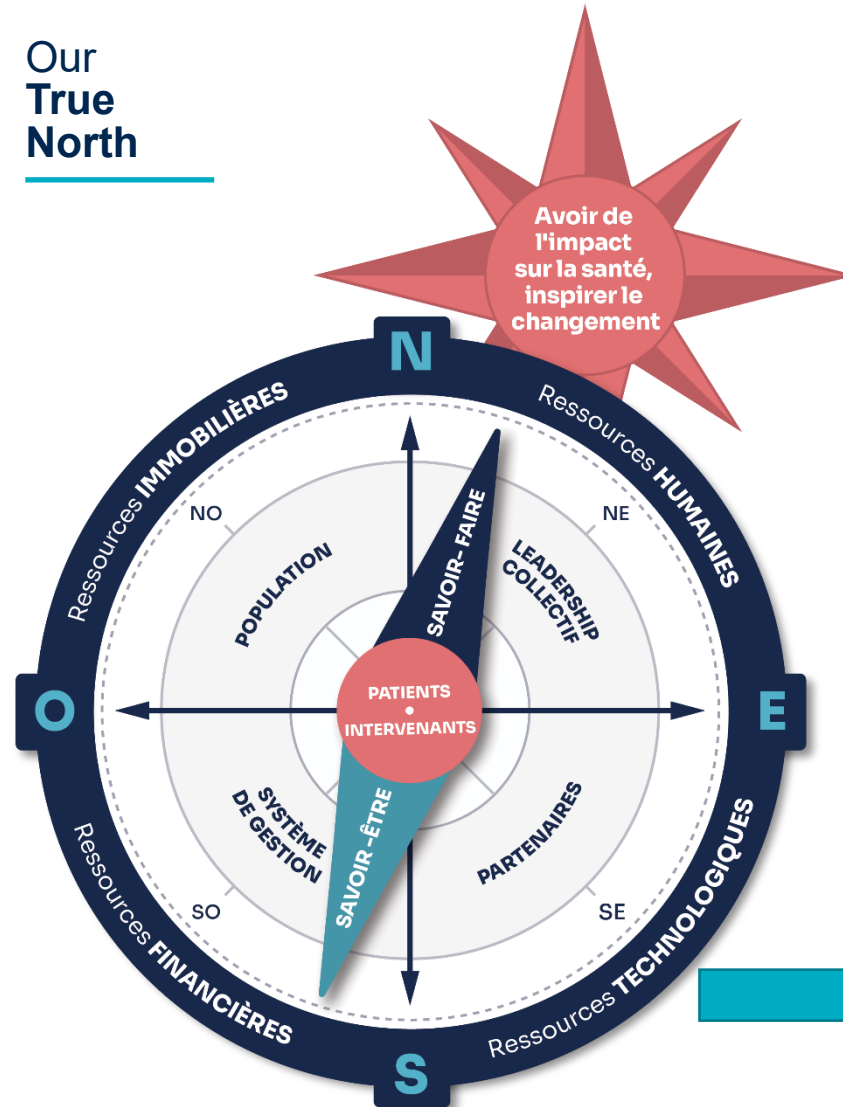 Our
True
North
Avoir de
l'impact
sur la santé,
inspirer le
changement
N
Ressources IMMOBILIÈRES
Ressources HUMAINES
NO
NE
SAVOIR-FAIRE
POPULATION
LEADERSHIP
COLLECTIF
O
PATIENTS
INTERVENANTS
E
SYSTÈME
DE GESTION
SAVOIR-ÊTRE
PARTENAIRES
SO
SE
Ressources FINANCIÈRES
Ressources TECHNOLOGIQUES
S